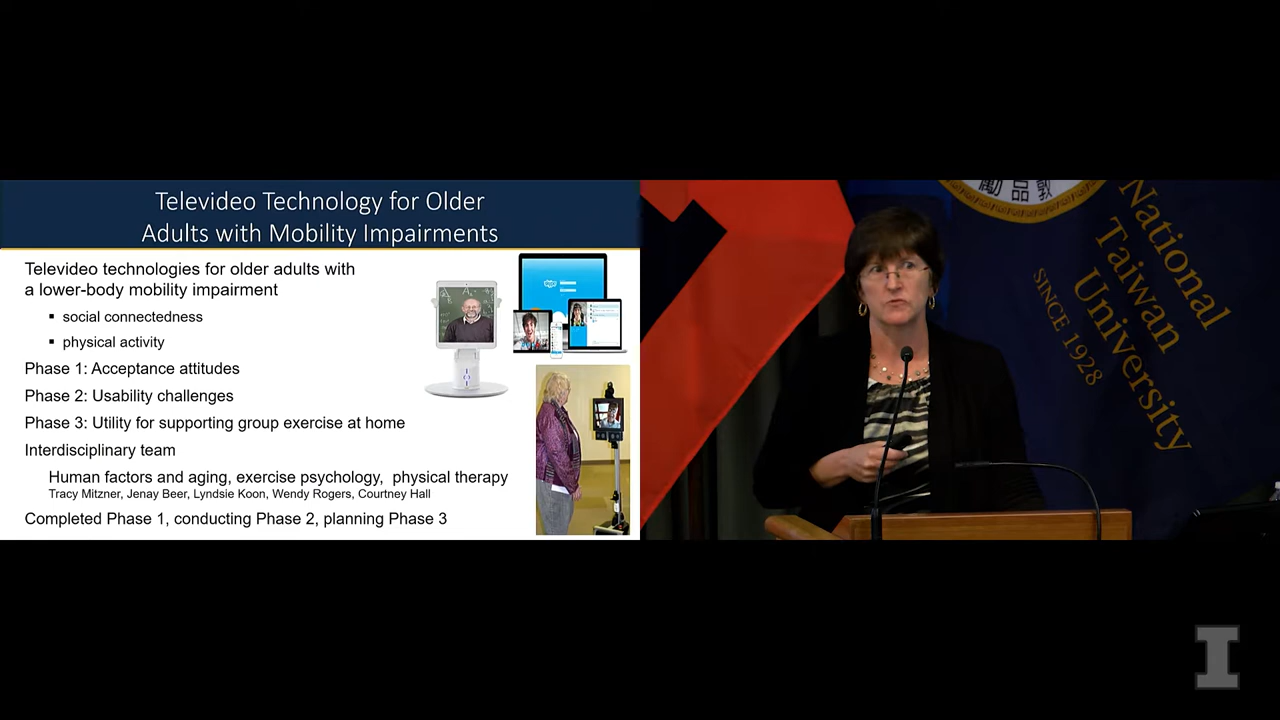 Televideo Technology for Older
Adults with Mobility Impairments
Televideo technologies for older adults with
a lower-body mobility impairment
▪ social connectedness
▪ physical activity
Phase 1: Acceptance attitudes
Phase 2: Usability challenges
Phase 3: Utility for supporting group exercise at home
Interdisciplinary team
Human factors and aging, exercise psychology, physical therapy
Tracy Mitzner, Jenay Beer, Lyndsie Koon, Wendy Rogers, Courtney Hall
Completed Phase 1, conducting Phase 2, planning Phase 3
勵品敦
National
Taiwan
University
SINCE 1928
I